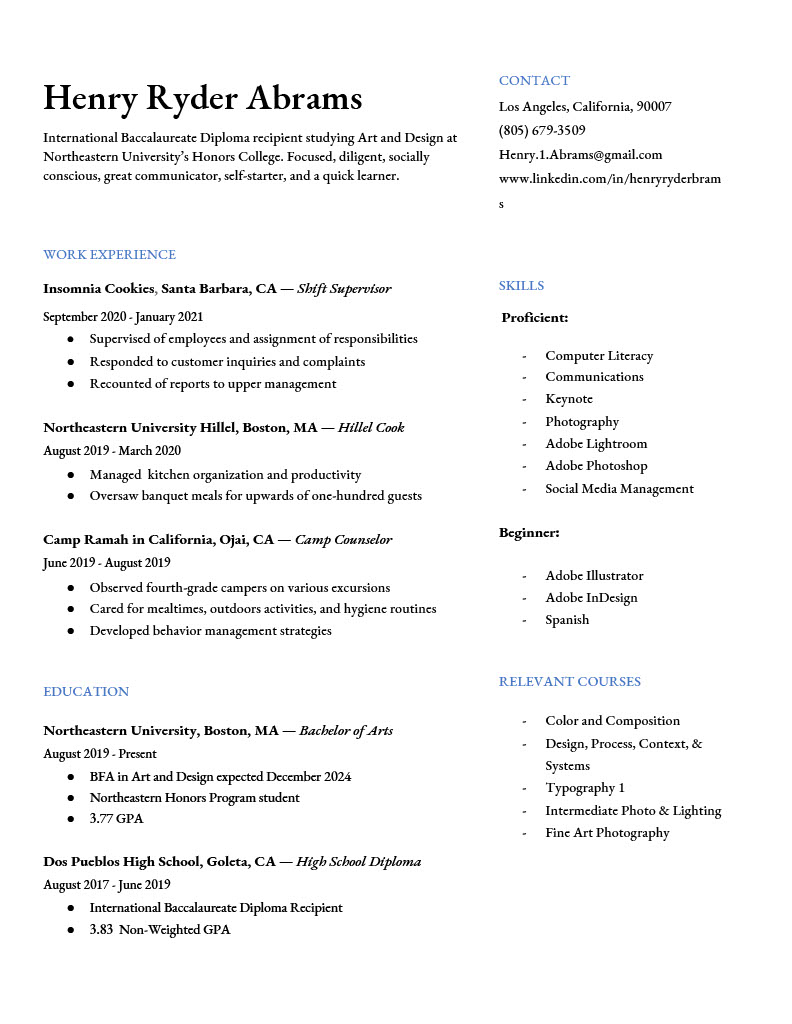 Henry Ryder Abrams
International Baccalaureate Diploma recipient studying Art and Design at
Northeastern University's Honors College. Focused, diligent, socially
conscious, great communicator, self-starter, and a quick learner.
CONTACT
Los Angeles, California, 90007
(805) 679-3509
Henry.1.Abrams@gmail.com
www.linkedin.com/in/henryryderbram
s
WORK EXPERIENCE
Insomnia Cookies, Santa Barbara, CA — Shift Supervisor
September 2020 - January 2021
● Supervised of employees and assignment of responsibilities
● Responded to customer inquiries and complaints
● Recounted of reports to upper management
Northeastern University Hillel, Boston, MA — Hillel Cook
August 2019 - March 2020
● Managed  kitchen organization and productivity
● Oversaw banquet meals for upwards of one-hundred guests
Camp Ramah in California, Ojai, CA — Camp Counselor
June 2019 - August 2019
● Observed fourth-grade campers on various excursions
● Cared for mealtimes, outdoors activities, and hygiene routines
● Developed behavior management strategies
EDUCATION
Northeastern University, Boston, MA — Bachelor of Arts
August 2019 - Present
● BFA in Art and Design expected December 2024
● Northeastern Honors Program student
● 3.77 GPA
Dos Pueblos High School, Goleta, CA — High School Diploma
August 2017 - June 2019
● International Baccalaureate Diploma Recipient
● 3.83  Non-Weighted GPA
SKILLS
Proficient:
- Computer Literacy
- Communications
- Keynote
- Photography
- Adobe Lightroom
- Adobe Photoshop
- Social Media Management
Beginner:
- Adobe Illustrator
- Adobe InDesign
- Spanish
RELEVANT COURSES
- Color and Composition
- Design, Process, Context, &
Systems
- Typography 1
- Intermediate Photo & Lighting
- Fine Art Photography